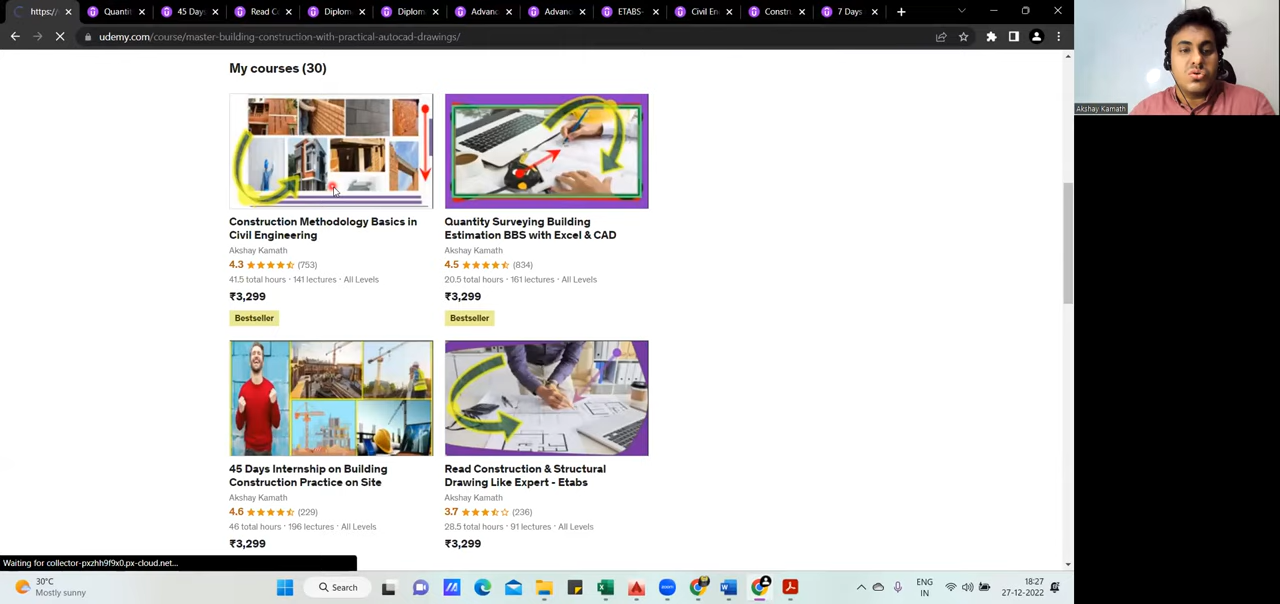 https://
Quantit
45 Days
Read Co
Diplom
Diplom
Advanc
Advanc
ETABS-
Civil En
Constru
7 Days
udemy.com/course/master-building-construction-with-practical-autocad-drawings/
Akshay Kamath
My courses (30)
Construction Methodology Basics in
Civil Engineering
Akshay Kamath
4.3 (753)
41.5 total hours · 141 lectures · All Levels
₹3,299
Bestseller
Quantity Surveying Building
Estimation BBS with Excel & CAD
Akshay Kamath
4.5 (834)
20.5 total hours · 161 lectures · All Levels
₹3,299
Bestseller
45 Days Internship on Building
Construction Practice on Site
Akshay Kamath
4.6 (229)
46 total hours · 196 lectures · All Levels
₹3,299
Read Construction & Structural
Drawing Like Expert - Etabs
Akshay Kamath
3.7 (236)
28.5 total hours · 91 lectures · All Levels
₹3,299
Waiting for collector-pxzhh9f9x0.px-cloud.net...
30°C
Mostly sunny
Search
ENG
IN
18:27
27-12-2022